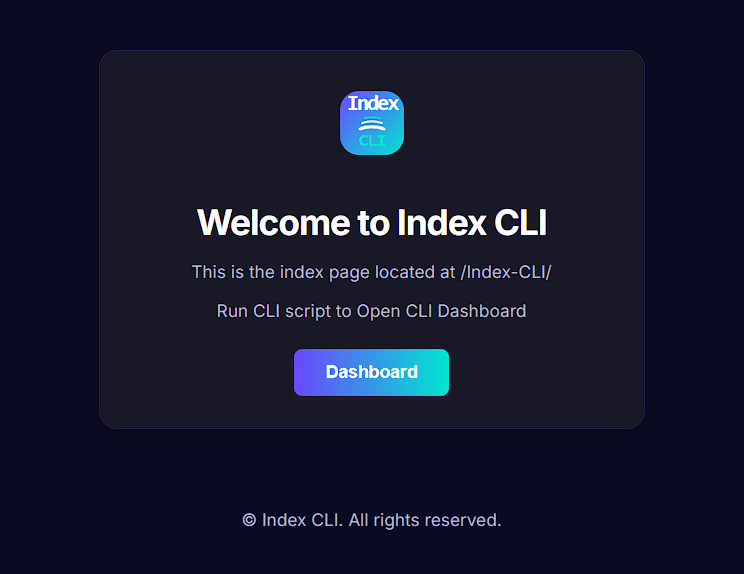 Index
CLI
Welcome to Index CLI
This is the index page located at /Index-CLI/
Run CLI script to Open CLI Dashboard
Dashboard
© Index CLI. All rights reserved.